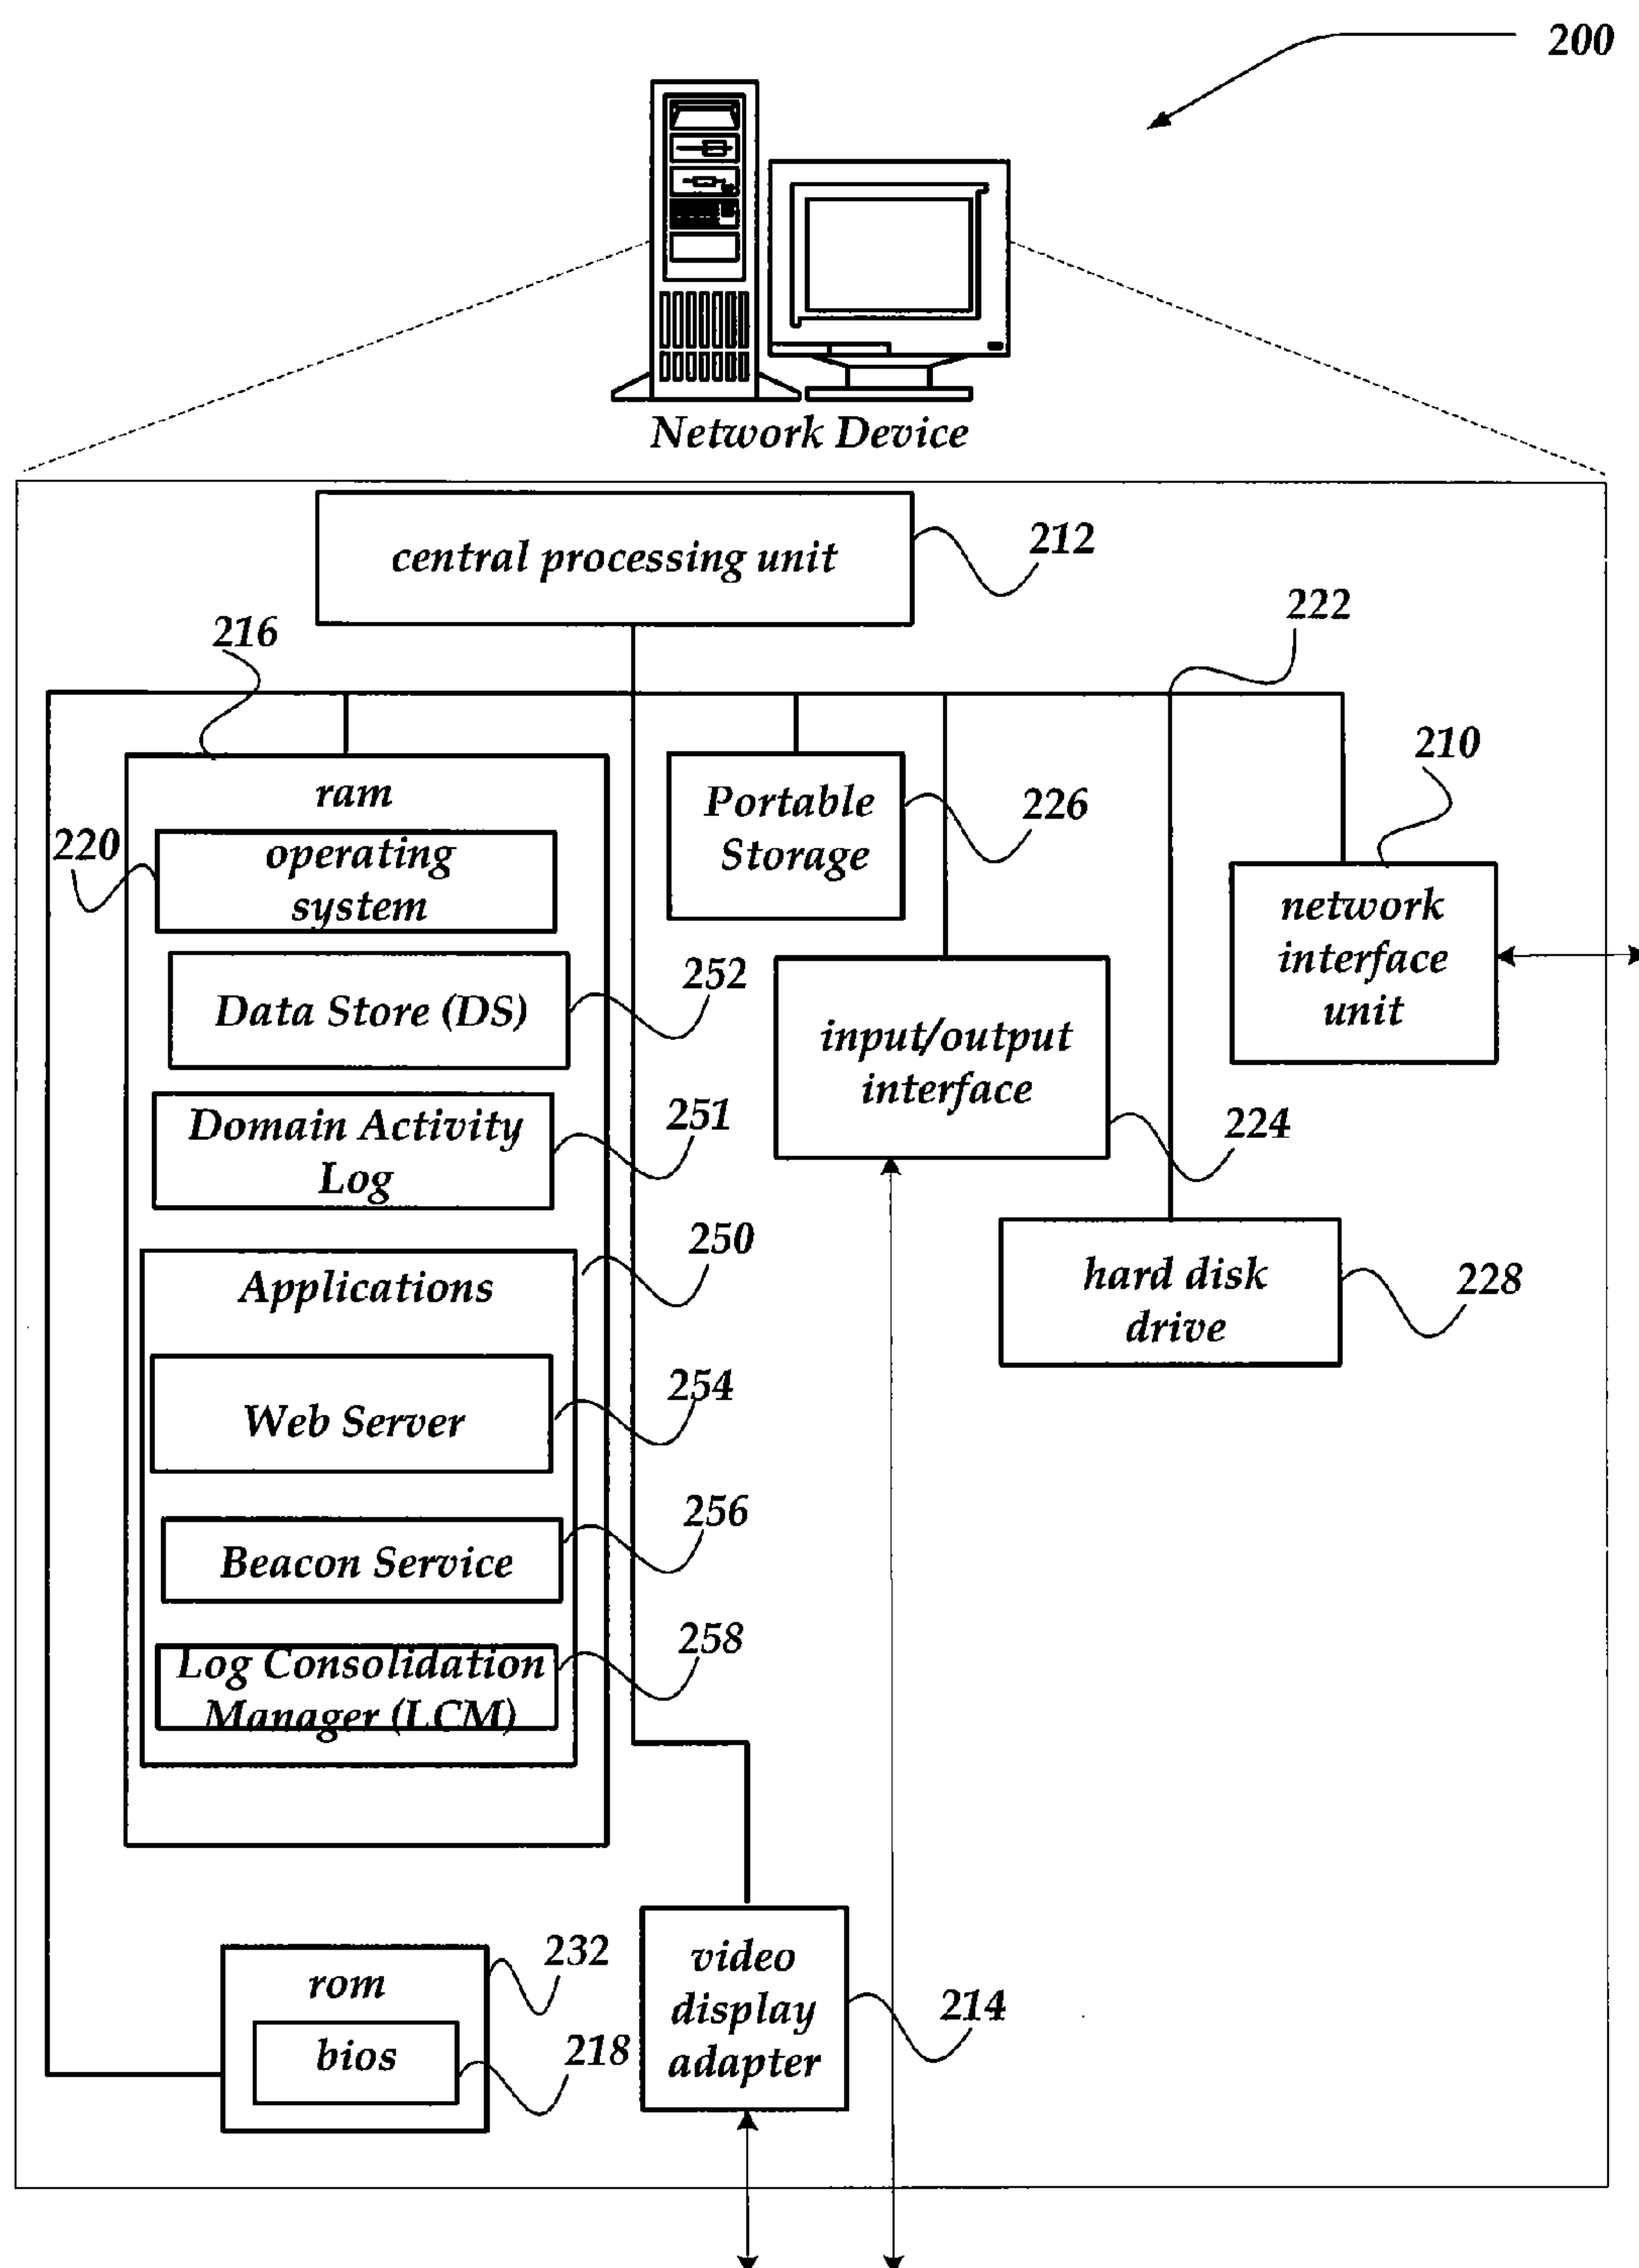 200
Network Device
central processing unit
212
222
216
210
ram
Portable
Storage
226
220
operating
system
network
interface
unit
252
Data Store (DS)
input/output
interface
251
Domain Activity
Log
224
250
Applications
hard disk
drive
228
254
Web Server
256
Beacon Service
258
Log Consolidation
Manager (LCM)
232
rom
video
display
adapter
214
bios
218